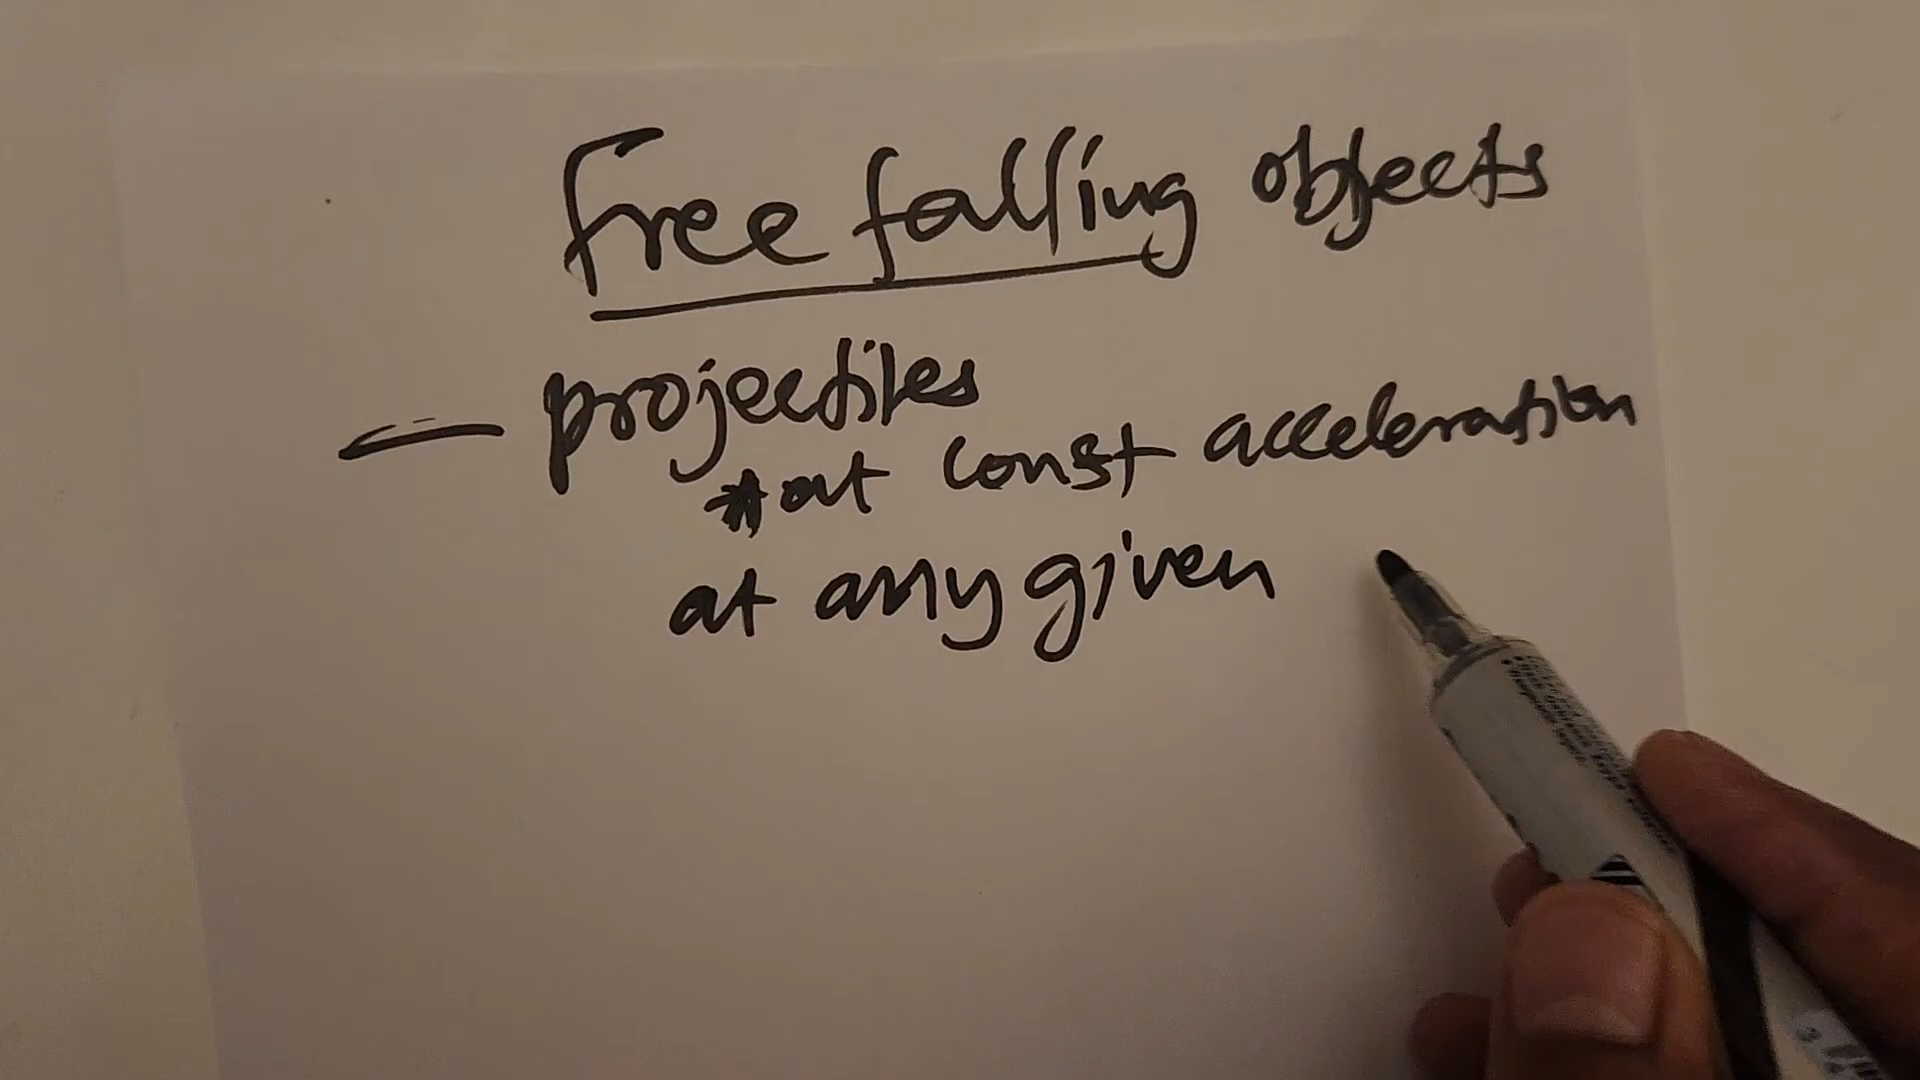 Free falling objects
- projectiles
* at const acceleration
at any given